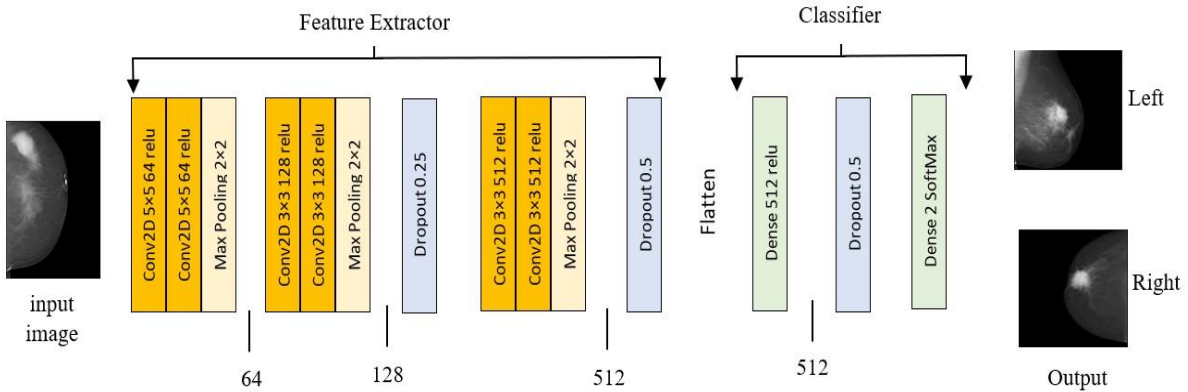 Feature Extractor
Classifier
input
image
Conv2D 5×5 64 relu
Conv2D 5×5 64 relu
Max Pooling 2×2
Conv2D 3×3 128 relu
Conv2D 3×3 128 relu
Max Pooling 2×2
Dropout 0.25
Conv2D 3×3 512 relu
Conv2D 3×3 512 relu
Max Pooling 2×2
Dropout 0.5
Flatten
Dense 512 relu
Dropout 0.5
Dense 2 SoftMax
Left
Right
64
128
512
512
Output